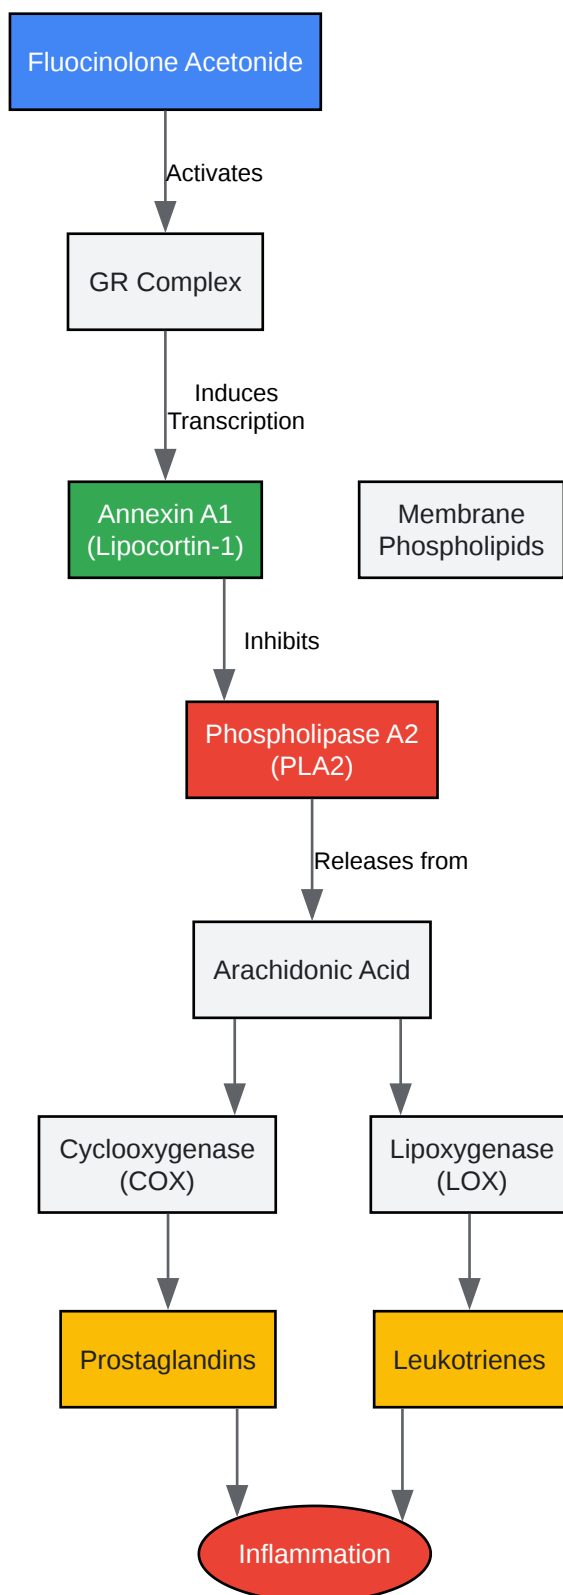 Fluocinolone Acetonide
Activates
GR Complex
Induces
Transcription
Annexin A1
(Lipocortin-1)
Membrane
Phospholipids
Inhibits
Phospholipase A2
(PLA2)
Releases from
Arachidonic Acid
Cyclooxygenase
(COX)
Lipoxygenase
(LOX)
Prostaglandins
Leukotrienes
Inflammation